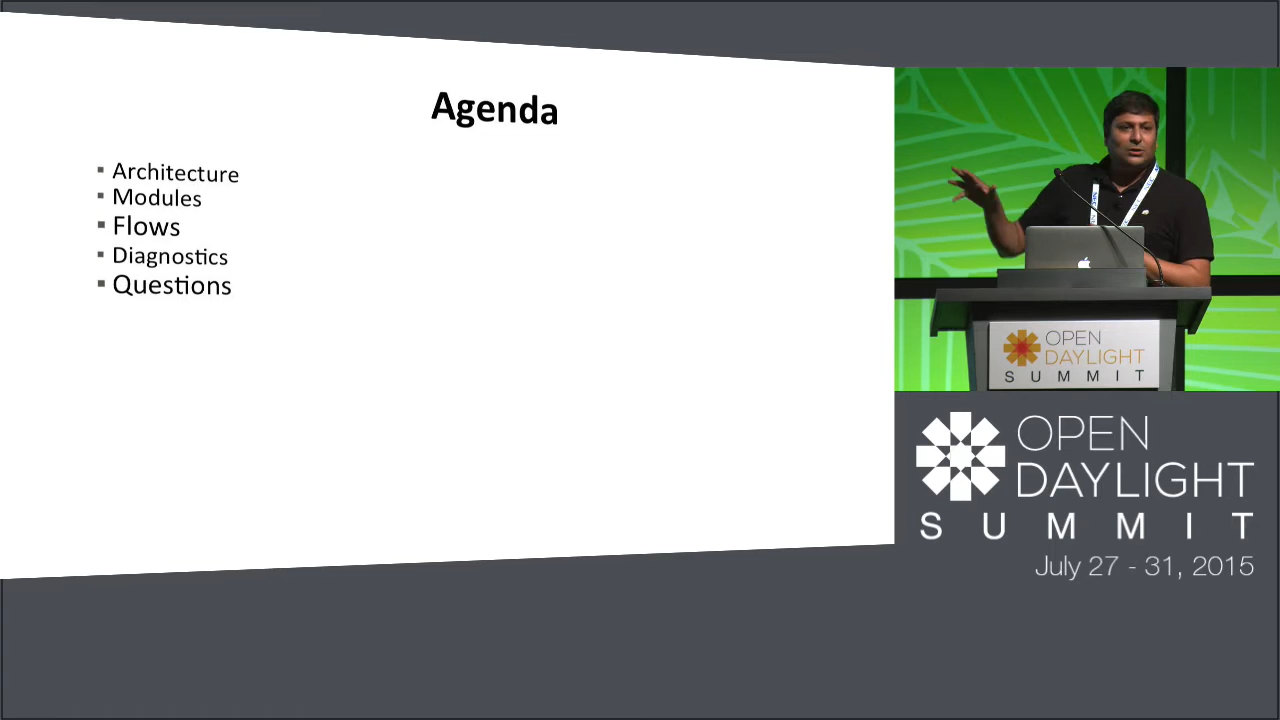 Agenda
▪ Architecture
▪ Modules
▪ Flows
▪ Diagnostics
▪ Questions
OPEN
DAYLIGHT
SUMMIT
OPEN
DAYLIGHT
SUMMIT
July 27 - 31, 2015